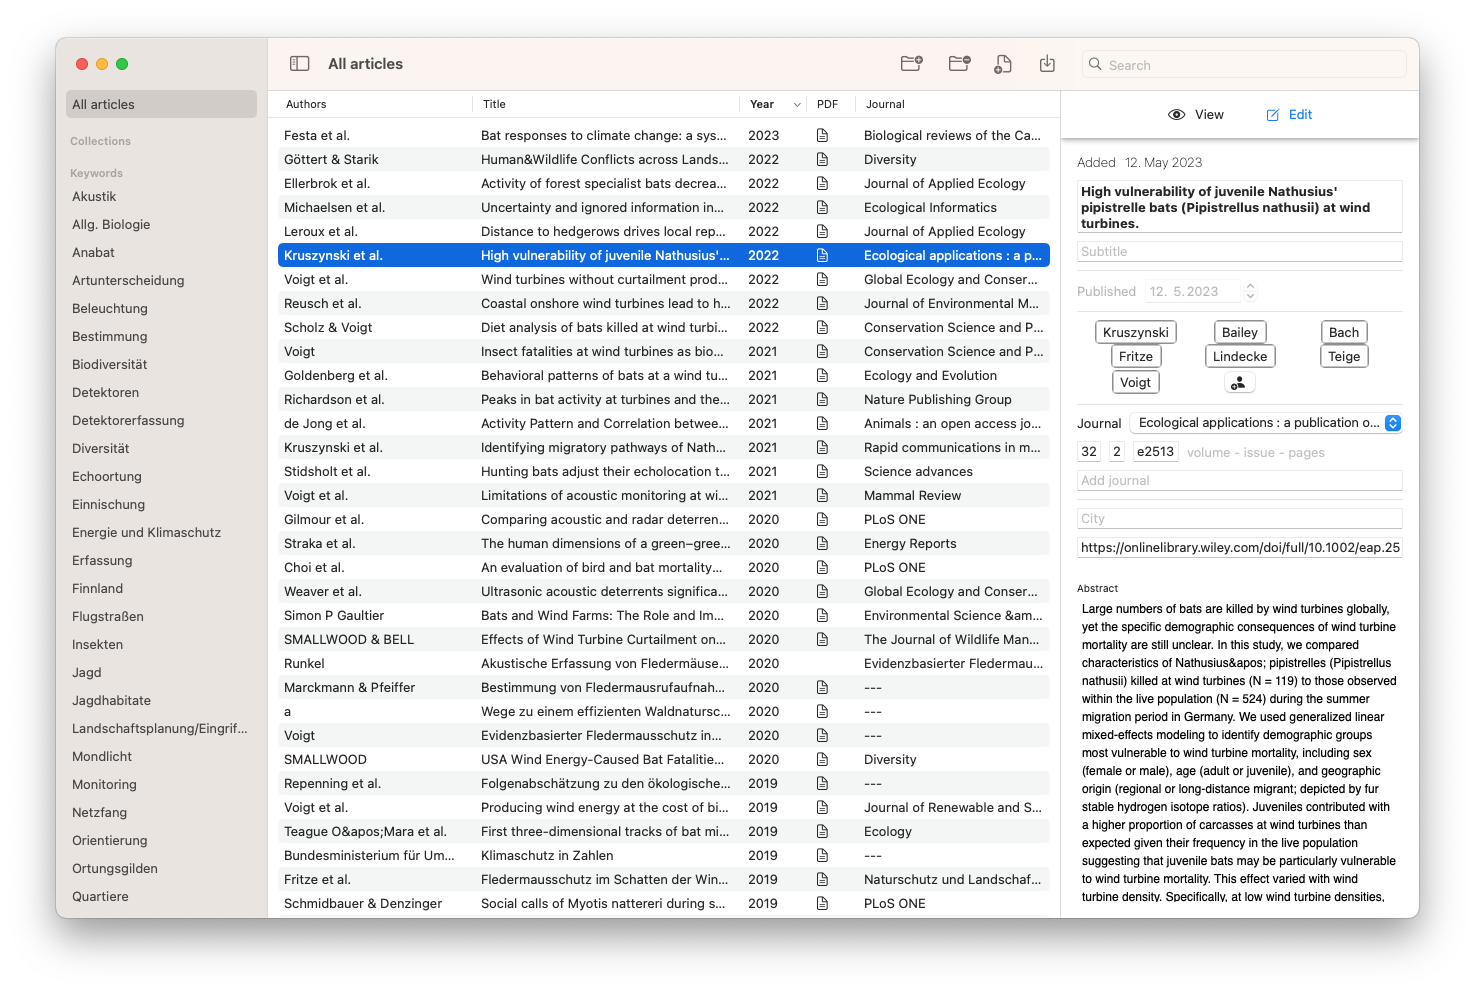 All articles
Search
All articles
Collections
Keywords
Akustik
Allg. Biologie
Anabat
Artunterscheidung
Beleuchtung
Bestimmung
Biodiversität
Detektoren
Detektorerfassung
Diversität
Echoortung
Einnischung
Energie und Klimaschutz
Erfassung
Finnland
Flugstraßen
Insekten
Jagd
Jagdhabitate
Landschaftsplanung/Eingrif...
Mondlicht
Monitoring
Netzfang
Orientierung
Ortungsgilden
Quartiere
Authors Title Year PDF Journal
Festa et al. Bat responses to climate change: a sys... 2023 Biological reviews of the Ca...
Göttert & Starik Human&Wildlife Conflicts across Lands... 2022 Diversity
Ellerbrok et al. Activity of forest specialist bats decrea... 2022 Journal of Applied Ecology
Michaelsen et al. Uncertainty and ignored information in... 2022 Ecological Informatics
Leroux et al. Distance to hedgerows drives local rep... 2022 Journal of Applied Ecology
Kruszynski et al. High vulnerability of juvenile Nathusius'... 2022 Ecological applications : a p...
Voigt et al. Wind turbines without curtailment prod... 2022 Global Ecology and Conser...
Reusch et al. Coastal onshore wind turbines lead to h... 2022 Journal of Environmental M...
Scholz & Voigt Diet analysis of bats killed at wind turbi... 2022 Conservation Science and P...
Voigt Insect fatalities at wind turbines as bio... 2021 Conservation Science and P...
Goldenberg et al. Behavioral patterns of bats at a wind tu... 2021 Ecology and Evolution
Richardson et al. Peaks in bat activity at turbines and the... 2021 Nature Publishing Group
de Jong et al. Activity Pattern and Correlation betwee... 2021 Animals : an open access jo...
Kruszynski et al. Identifying migratory pathways of Nath... 2021 Rapid communications in m...
Stidsholt et al. Hunting bats adjust their echolocation t... 2021 Science advances
Voigt et al. Limitations of acoustic monitoring at wi... 2021 Mammal Review
Gilmour et al. Comparing acoustic and radar deterren... 2020 PLoS ONE
Straka et al. The human dimensions of a green–gree... 2020 Energy Reports
Choi et al. An evaluation of bird and bat mortality... 2020 PLoS ONE
Weaver et al. Ultrasonic acoustic deterrents significa... 2020 Global Ecology and Conser...
Simon P Gaultier Bats and Wind Farms: The Role and Im... 2020 Environmental Science &am...
SMALLWOOD & BELL Effects of Wind Turbine Curtailment on... 2020 The Journal of Wildlife Man...
Runkel Akustische Erfassung von Fledermäuse... 2020 Evidenzbasierter Fledermau...
Marckmann & Pfeiffer Bestimmung von Fledermausrufaufnah... 2020 ---
a Wege zu einem effizienten Waldnatursc... 2020 ---
Voigt Evidenzbasierter Fledermausschutz in... 2020 ---
SMALLWOOD USA Wind Energy-Caused Bat Fatalitie... 2020 Diversity
Repenning et al. Folgenabschätzung zu den ökologische... 2019 ---
Voigt et al. Producing wind energy at the cost of bi... 2019 Journal of Renewable and S...
Teague O&apos;Mara et al. First three-dimensional tracks of bat mi... 2019 Ecology
Bundesministerium für Um... Klimaschutz in Zahlen 2019 ---
Fritze et al. Fledermausschutz im Schatten der Win... 2019 Naturschutz und Landschaf...
Schmidbauer & Denzinger Social calls of Myotis nattereri during s... 2019 PLoS ONE
View Edit
Added 12. May 2023
High vulnerability of juvenile Nathusius'
pipistrelle bats (Pipistrellus nathusii) at wind
turbines.
Subtitle
Published 12. 5.2023
Kruszynski Bailey Bach
Fritze Lindecke Teige
Voigt
Journal Ecological applications : a publication o...
32 2 e2513 volume - issue - pages
Add journal
City
https://onlinelibrary.wiley.com/doi/full/10.1002/eap.25
Abstract
Large numbers of bats are killed by wind turbines globally,
yet the specific demographic consequences of wind turbine
mortality are still unclear. In this study, we compared
characteristics of Nathusius&apos; pipistrelles (Pipistrellus
nathusii) killed at wind turbines (N = 119) to those observed
within the live population (N = 524) during the summer
migration period in Germany. We used generalized linear
mixed-effects modeling to identify demographic groups
most vulnerable to wind turbine mortality, including sex
(female or male), age (adult or juvenile), and geographic
origin (regional or long-distance migrant; depicted by fur
stable hydrogen isotope ratios). Juveniles contributed with
a higher proportion of carcasses at wind turbines than
expected given their frequency in the live population
suggesting that juvenile bats may be particularly vulnerable
to wind turbine mortality. This effect varied with wind
turbine density. Specifically, at low wind turbine densities,